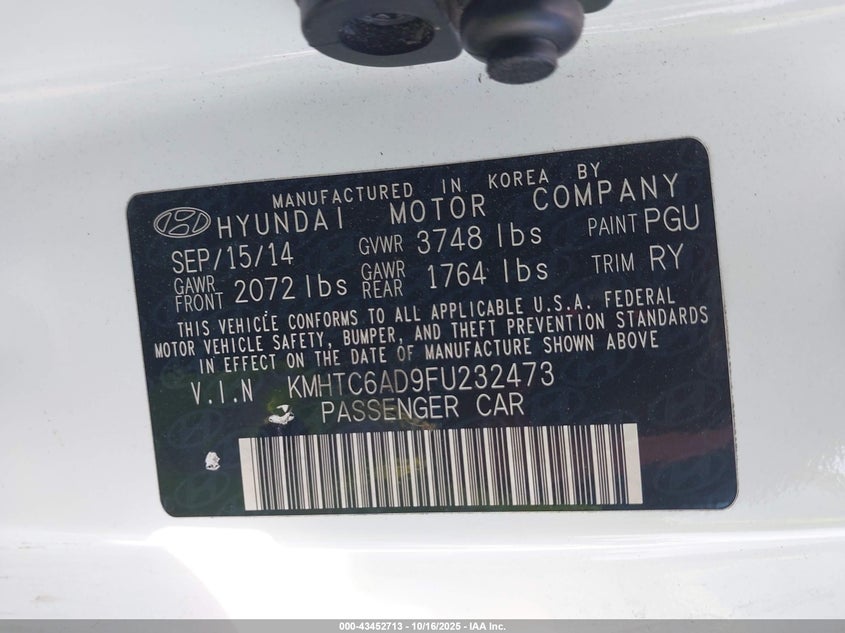 MANUFACTURED IN KOREA BY
HYUNDAI MOTOR COMPANY
SEP/15/14 GVWR 3748 lbs PAINT PGU
GAWR FRONT 2072 lbs GAWR REAR 1764 lbs TRIM RY
THIS VEHICLE CONFORMS TO ALL APPLICABLE U.S.A. FEDERAL
MOTOR VEHICLE SAFETY, BUMPER, AND THEFT PREVENTION STANDARDS
IN EFFECT ON THE DATE OF MANUFACTURE SHOWN ABOVE
V.I.N KMHTC6AD9FU232473
PASSENGER CAR
000-43452713 - 10/16/2025 - IAA Inc.